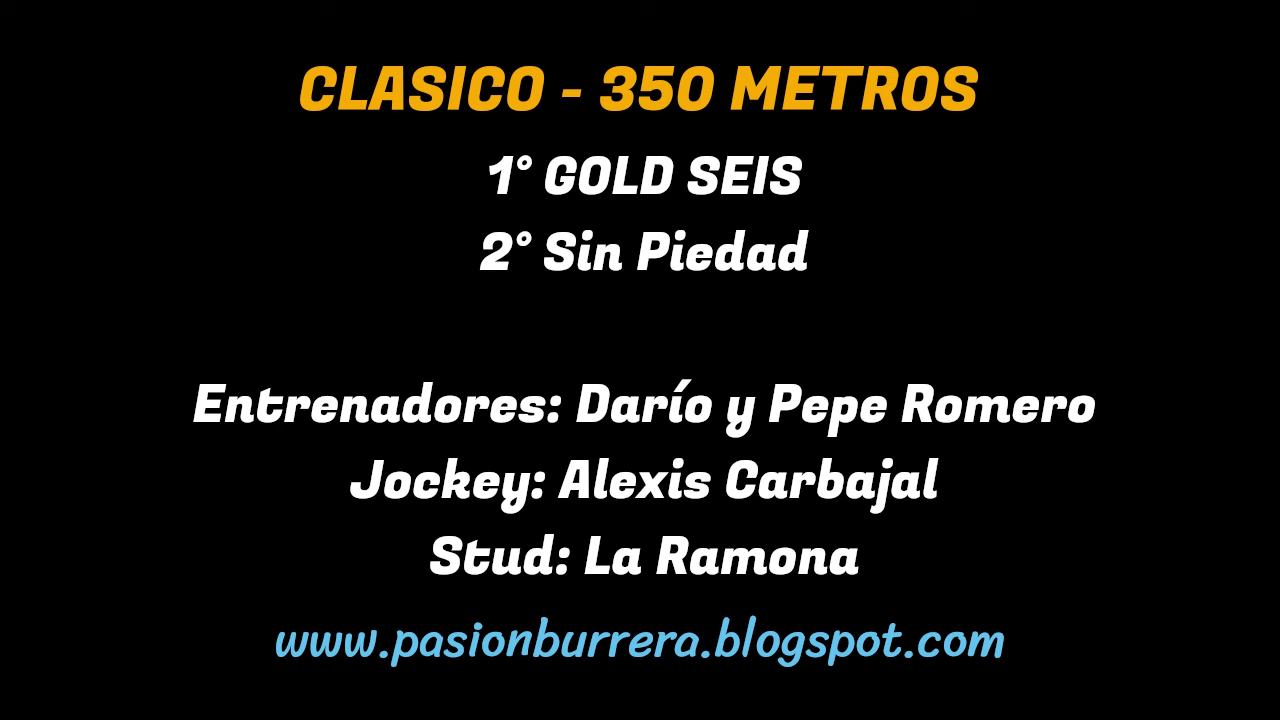 CLASICO - 350 METROS
1° GOLD SEIS
2° Sin Piedad
Entrenadores: Darío y Pepe Romero
Jockey: Alexis Carbajal
Stud: La Ramona
www.pasionburrera.blogspot.com